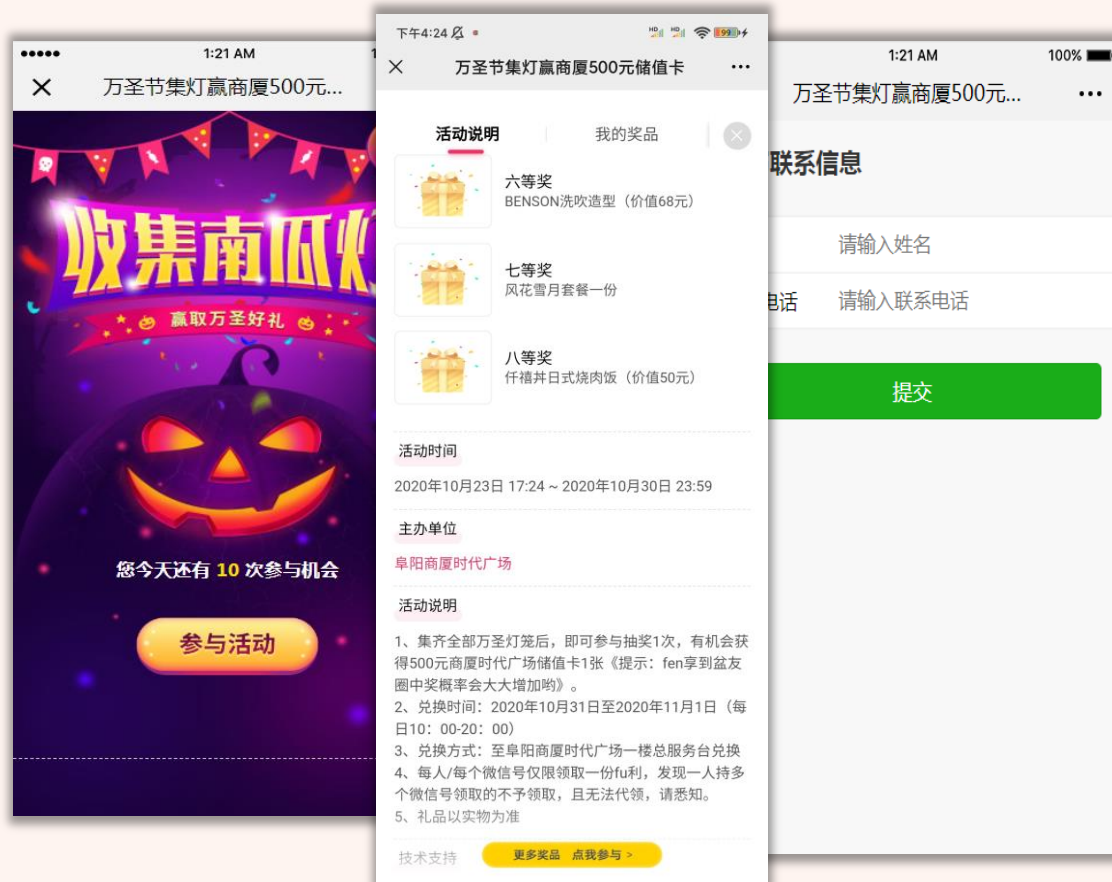 1:21 AM
万圣节集灯赢商厦500元...
收集南瓜
赢取万圣好礼
您今天还有 10 次参与机会
参与活动
下午4:24
HD
HD
99
万圣节集灯赢商厦500元储值卡
活动说明
我的奖品
六等奖
BENSON洗吹造型（价值68元）
七等奖
风花雪月套餐一份
八等奖
仟禧丼日式烧肉饭（价值50元）
活动时间
2020年10月23日 17:24 ~ 2020年10月30日 23:59
主办单位
阜阳商厦时代广场
活动说明
1、集齐全部万圣灯笼后，即可参与抽奖1次，有机会获
得500元商厦时代广场储值卡1张《提示：fen享到盆友
圈中奖概率会大大增加哟》。
2、兑换时间：2020年10月31日至2020年11月1日（每
日10：00-20：00）
3、兑换方式：至阜阳商厦时代广场一楼总服务台兑换
4、每人/每个微信号仅限领取一份fu利，发现一人持多
个微信号领取的不予领取，且无法代领，请悉知。
5、礼品以实物为准
技术支持
更多奖品 点我参与 >
1:21 AM
100%
万圣节集灯赢商厦500元...
联系信息
请输入姓名
电话
请输入联系电话
提交